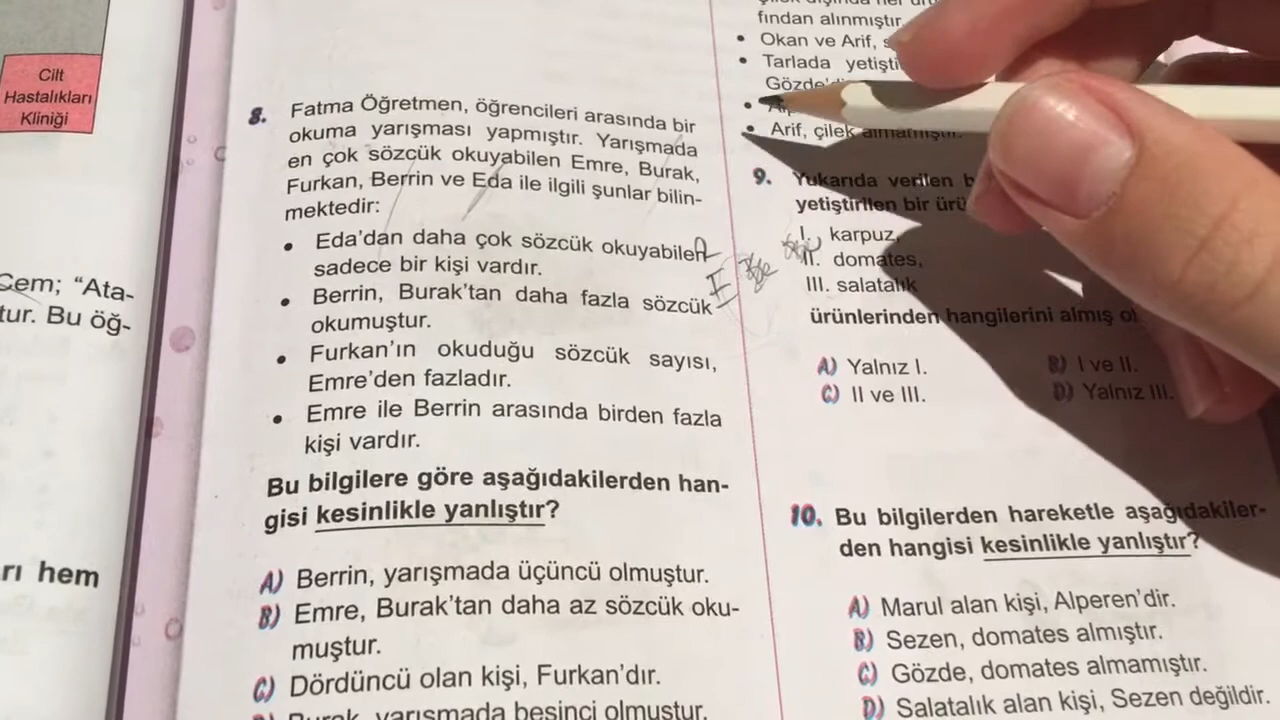 Cilt
Hastalıkları
Kliniği
Cem; “Ata-
tur. Bu öğ-
rı hem
8. Fatma Öğretmen, öğrencileri arasında bir
okuma yarışması yapmıştır. Yarışmada
en çok sözcük okuyabilen Emre, Burak,
Furkan, Berrin ve Eda ile ilgili şunlar bilin-
mektedir:
• Eda’dan daha çok sözcük okuyabilen
sadece bir kişi vardır.
• Berrin, Burak’tan daha fazla sözcük
okumuştur.
• Furkan’ın okuduğu sözcük sayısı,
Emre’den fazladır.
• Emre ile Berrin arasında birden fazla
kişi vardır.
Bu bilgilere göre aşağıdakilerden han-
gisi kesinlikle yanlıştır?
A) Berrin, yarışmada üçüncü olmuştur.
B) Emre, Burak’tan daha az sözcük oku-
muştur.
C) Dördüncü olan kişi, Furkan’dır.
D) Burak, yarışmada beşinci olmuştur.
fından alınmıştır.
• Okan ve Arif,
• Tarlada
Gözde’
• Arif, çilek almamıştır.
9. Yukarıda verilen
yetiştirilen bir
I. karpuz,
II. domates,
III. salatalık
ürünlerinden hangilerini almış
A) Yalnız I.
B) I ve II.
C) II ve III.
D) Yalnız III.
10. Bu bilgilerden hareketle aşağıdakiler-
den hangisi kesinlikle yanlıştır?
A) Marul alan kişi, Alperen’dir.
B) Sezen, domates almıştır.
C) Gözde, domates almamıştır.
D) Salatalık alan kişi, Sezen değildir.